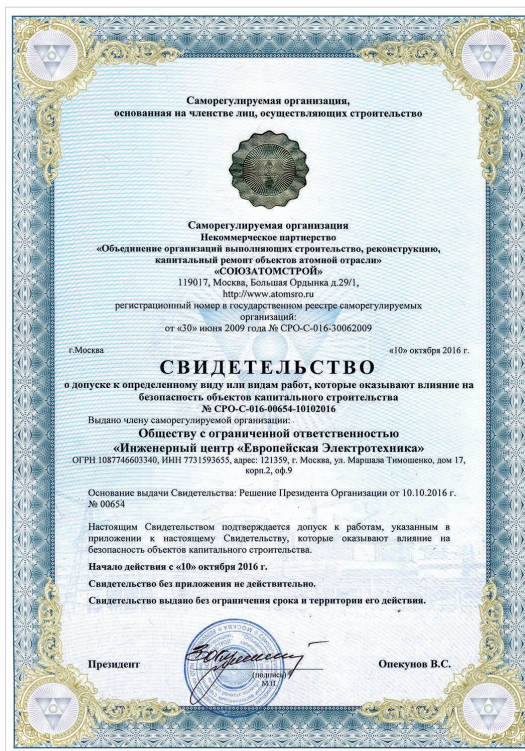 Саморегулируемая организация,
основанная на членстве лиц, осуществляющих строительство
Саморегулируемая организация
Некоммерческое партнерство
«Объединение организаций выполняющих строительство, реконструкцию,
капитальный ремонт объектов атомной отрасли»
«СОЮЗАТОМСТРОЙ»
119017, Москва, Большая Ордынка д.29/1,
http://www.atomsro.ru
регистрационный номер в государственном реестре саморегулируемых
организаций:
от «30» июня 2009 года № СРО-С-016-30062009
г.Москва «10» октября 2016 г.
СВИДЕТЕЛЬСТВО
о допуске к определенному виду или видам работ, которые оказывают влияние на
безопасность объектов капитального строительства
№ СРО-С-016-00654-10102016
Выдано члену саморегулируемой организации:
Обществу с ограниченной ответственностью
«Инженерный центр «Европейская Электротехника»
ОГРН 1087746603340, ИНН 7731593655, адрес: 121359, г. Москва, ул. Маршала Тимошенко, дом 17,
корп.2, оф.9
Основание выдачи Свидетельства: Решение Президента Организации от 10.10.2016 г.
№ 00654
Настоящим Свидетельством подтверждается допуск к работам, указанным в
приложении к настоящему Свидетельству, которые оказывают влияние на
безопасность объектов капитального строительства.
Начало действия с «10» октября 2016 г.
Свидетельство без приложения не действительно.
Свидетельство выдано без ограничения срока и территории его действия.
Президент Опекунов В.С.
(подпись)
М.П.